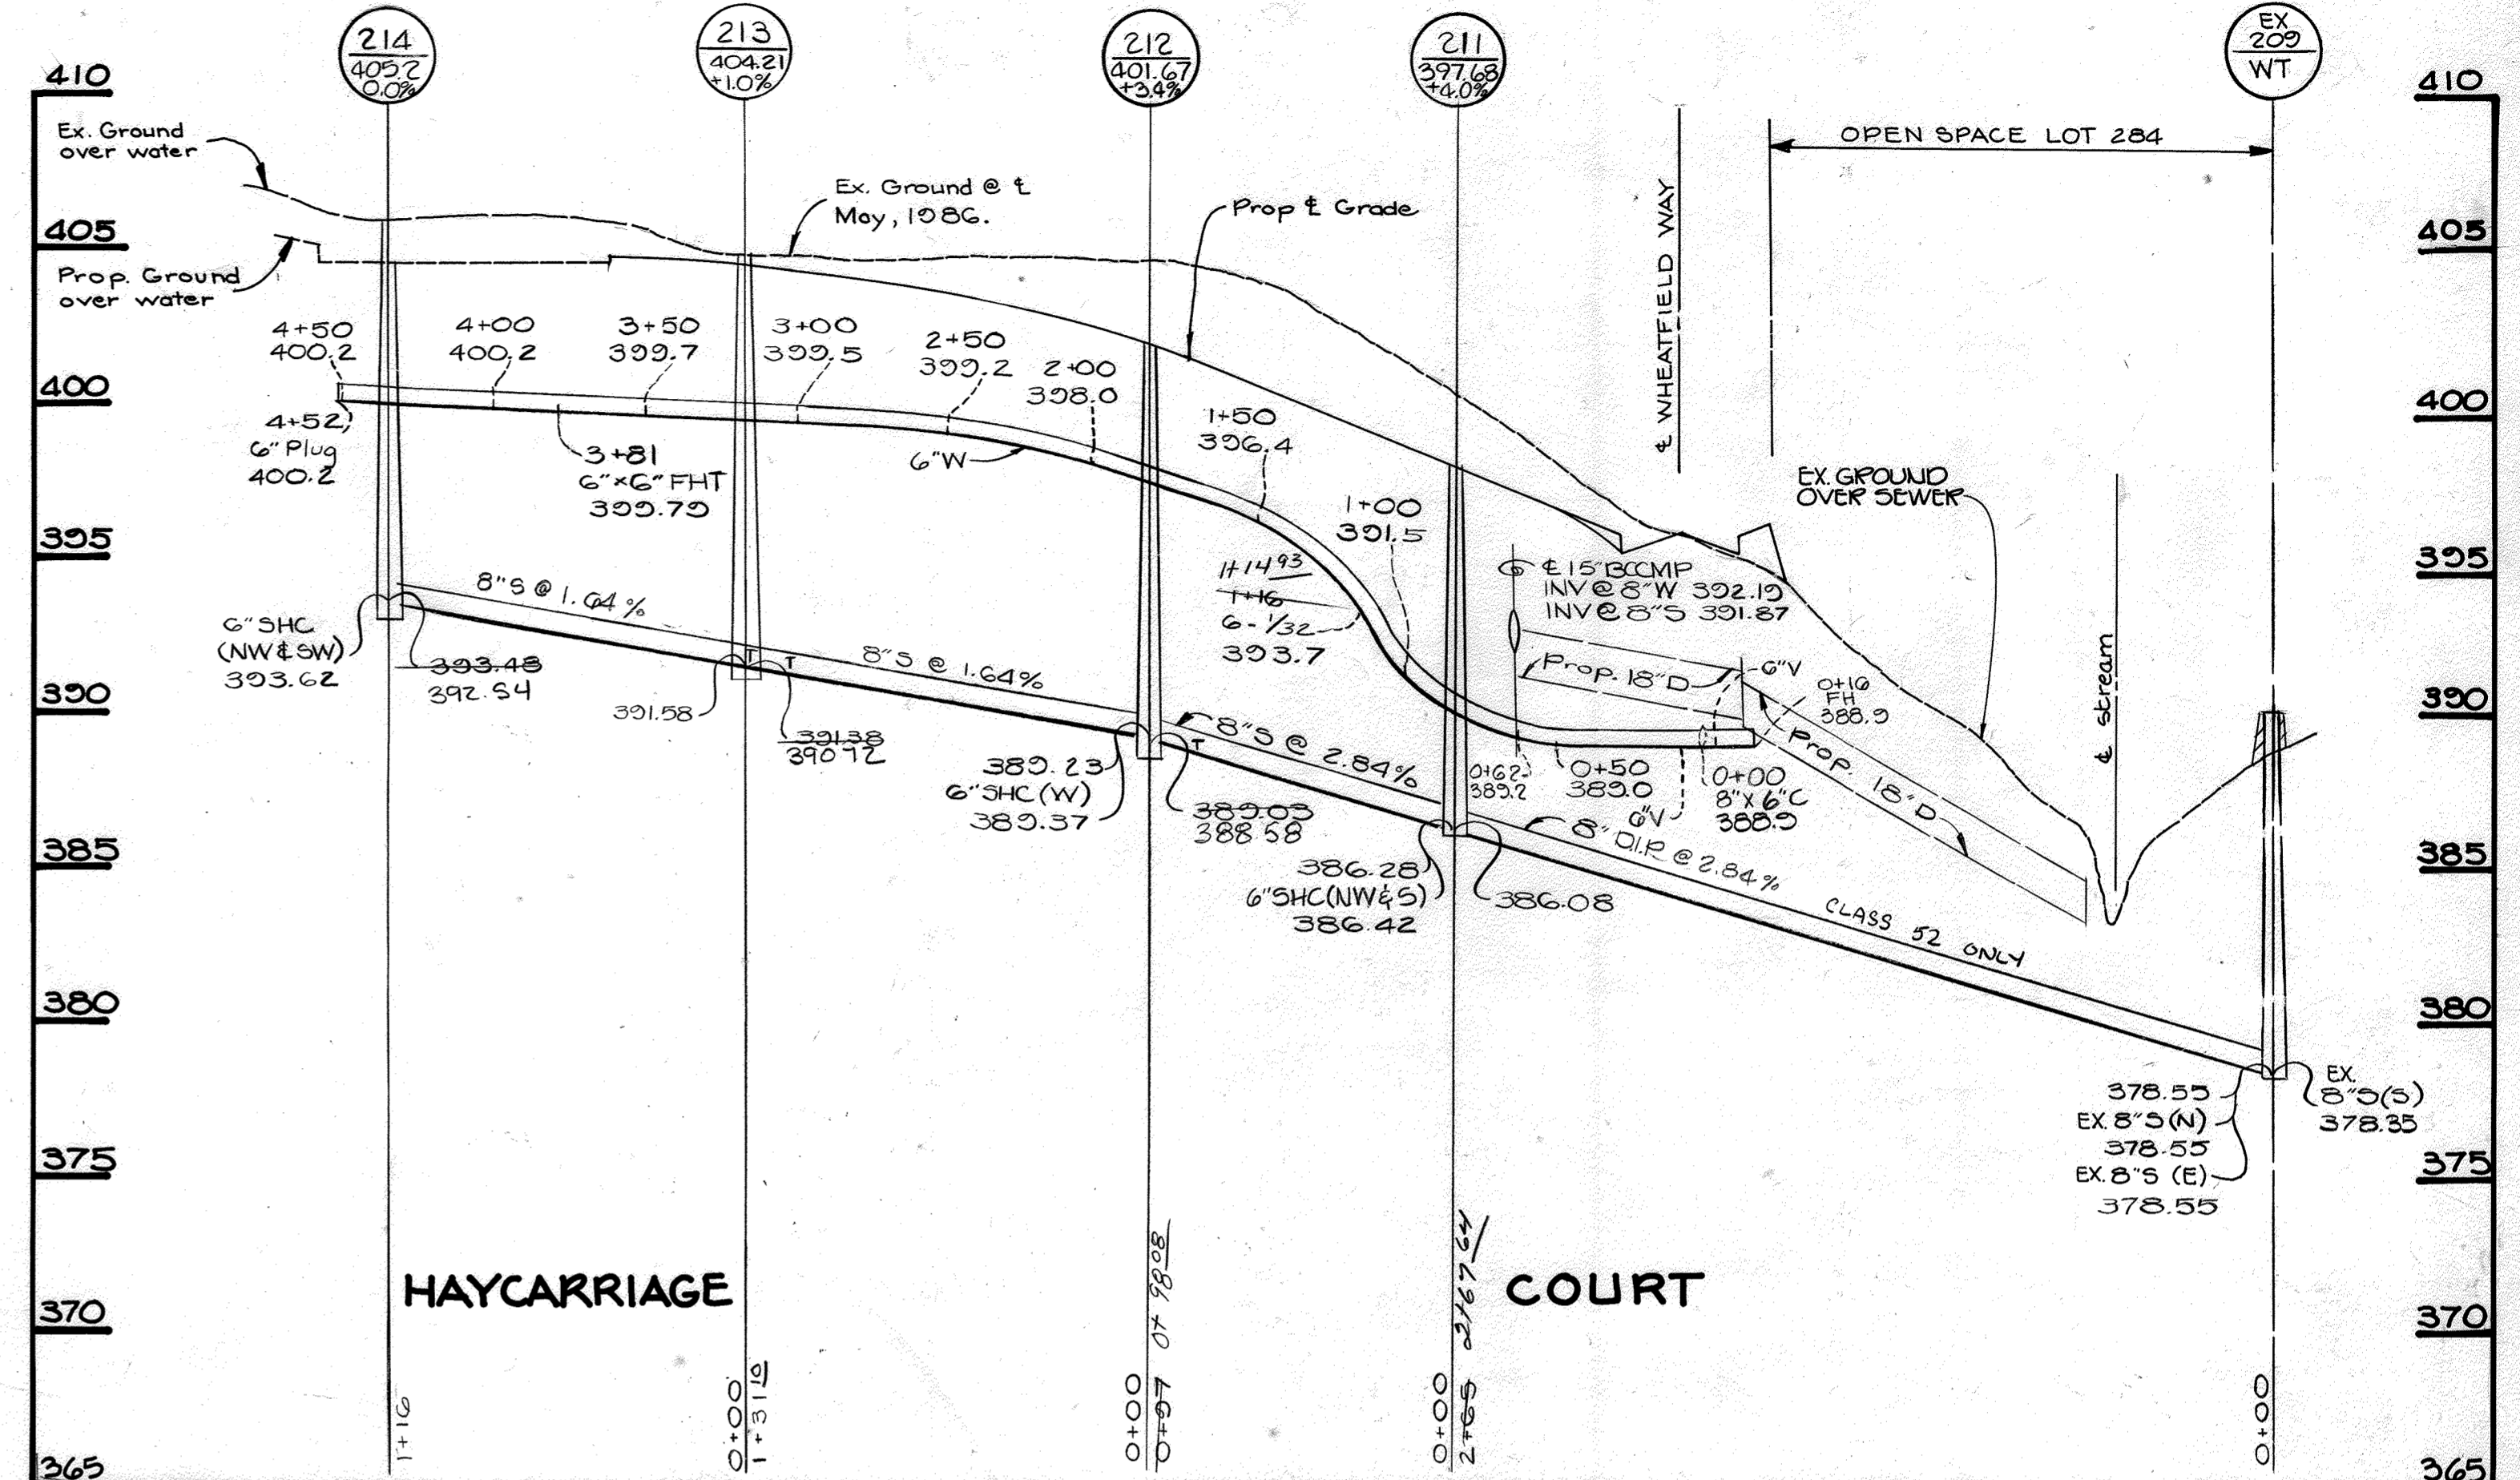 214
405.2
0.0%
213
404.21
+1.0%
212
401.67
+3.4%
211
397.68
+4.0%
EX
209
WT
410
410
Ex. Ground
over water
OPEN SPACE LOT 284
Ex. Ground @ ℄
May, 1986.
Prop ℄ Grade
℄ WHEATFIELD WAY
405
405
Prop. Ground
over water
4+50
400.2
4+00
400.2
3+50
399.7
3+00
399.5
2+50
399.2
2+00
398.0
400
400
4+52
6" Plug
400.2
3+81
6"x6" FHT
399.79
6"W
1+50
396.4
1+00
391.5
EX. GROUND
OVER SEWER
395
395
1+14 93
1+16
6-1/32
393.7
℄ 15" BCCMP
INV @ 8"W 392.19
INV @ 8"S 391.87
8"S @ 1.64%
8"S @ 1.64%
6"SHC
(NW & SW)
393.62
393.48
392.54
Prop. 18"D
6"V
0+16
FH
388.9
℄ stream
390
390
391.58
391.38
390.72
8"S @ 2.84%
389.23
6"SHC (W)
389.37
389.03
388.58
0+62
389.2
0+50
389.0
6"V
0+00
8"X 6"C
388.9
Prop. 18"D
385
385
8" D.I.P. @ 2.84%
CLASS 52 ONLY
386.28
6"SHC (NW & S)
386.42
386.08
380
380
378.55
EX. 8"S (N)
378.55
EX. 8"S (E)
378.55
EX.
8"S(S)
378.35
375
375
HAYCARRIAGE
COURT
370
370
1+16
0+00
1+31 10
0+00
0+97 0+98 08
0+00
2+65 2+67 64
0+00
365
365